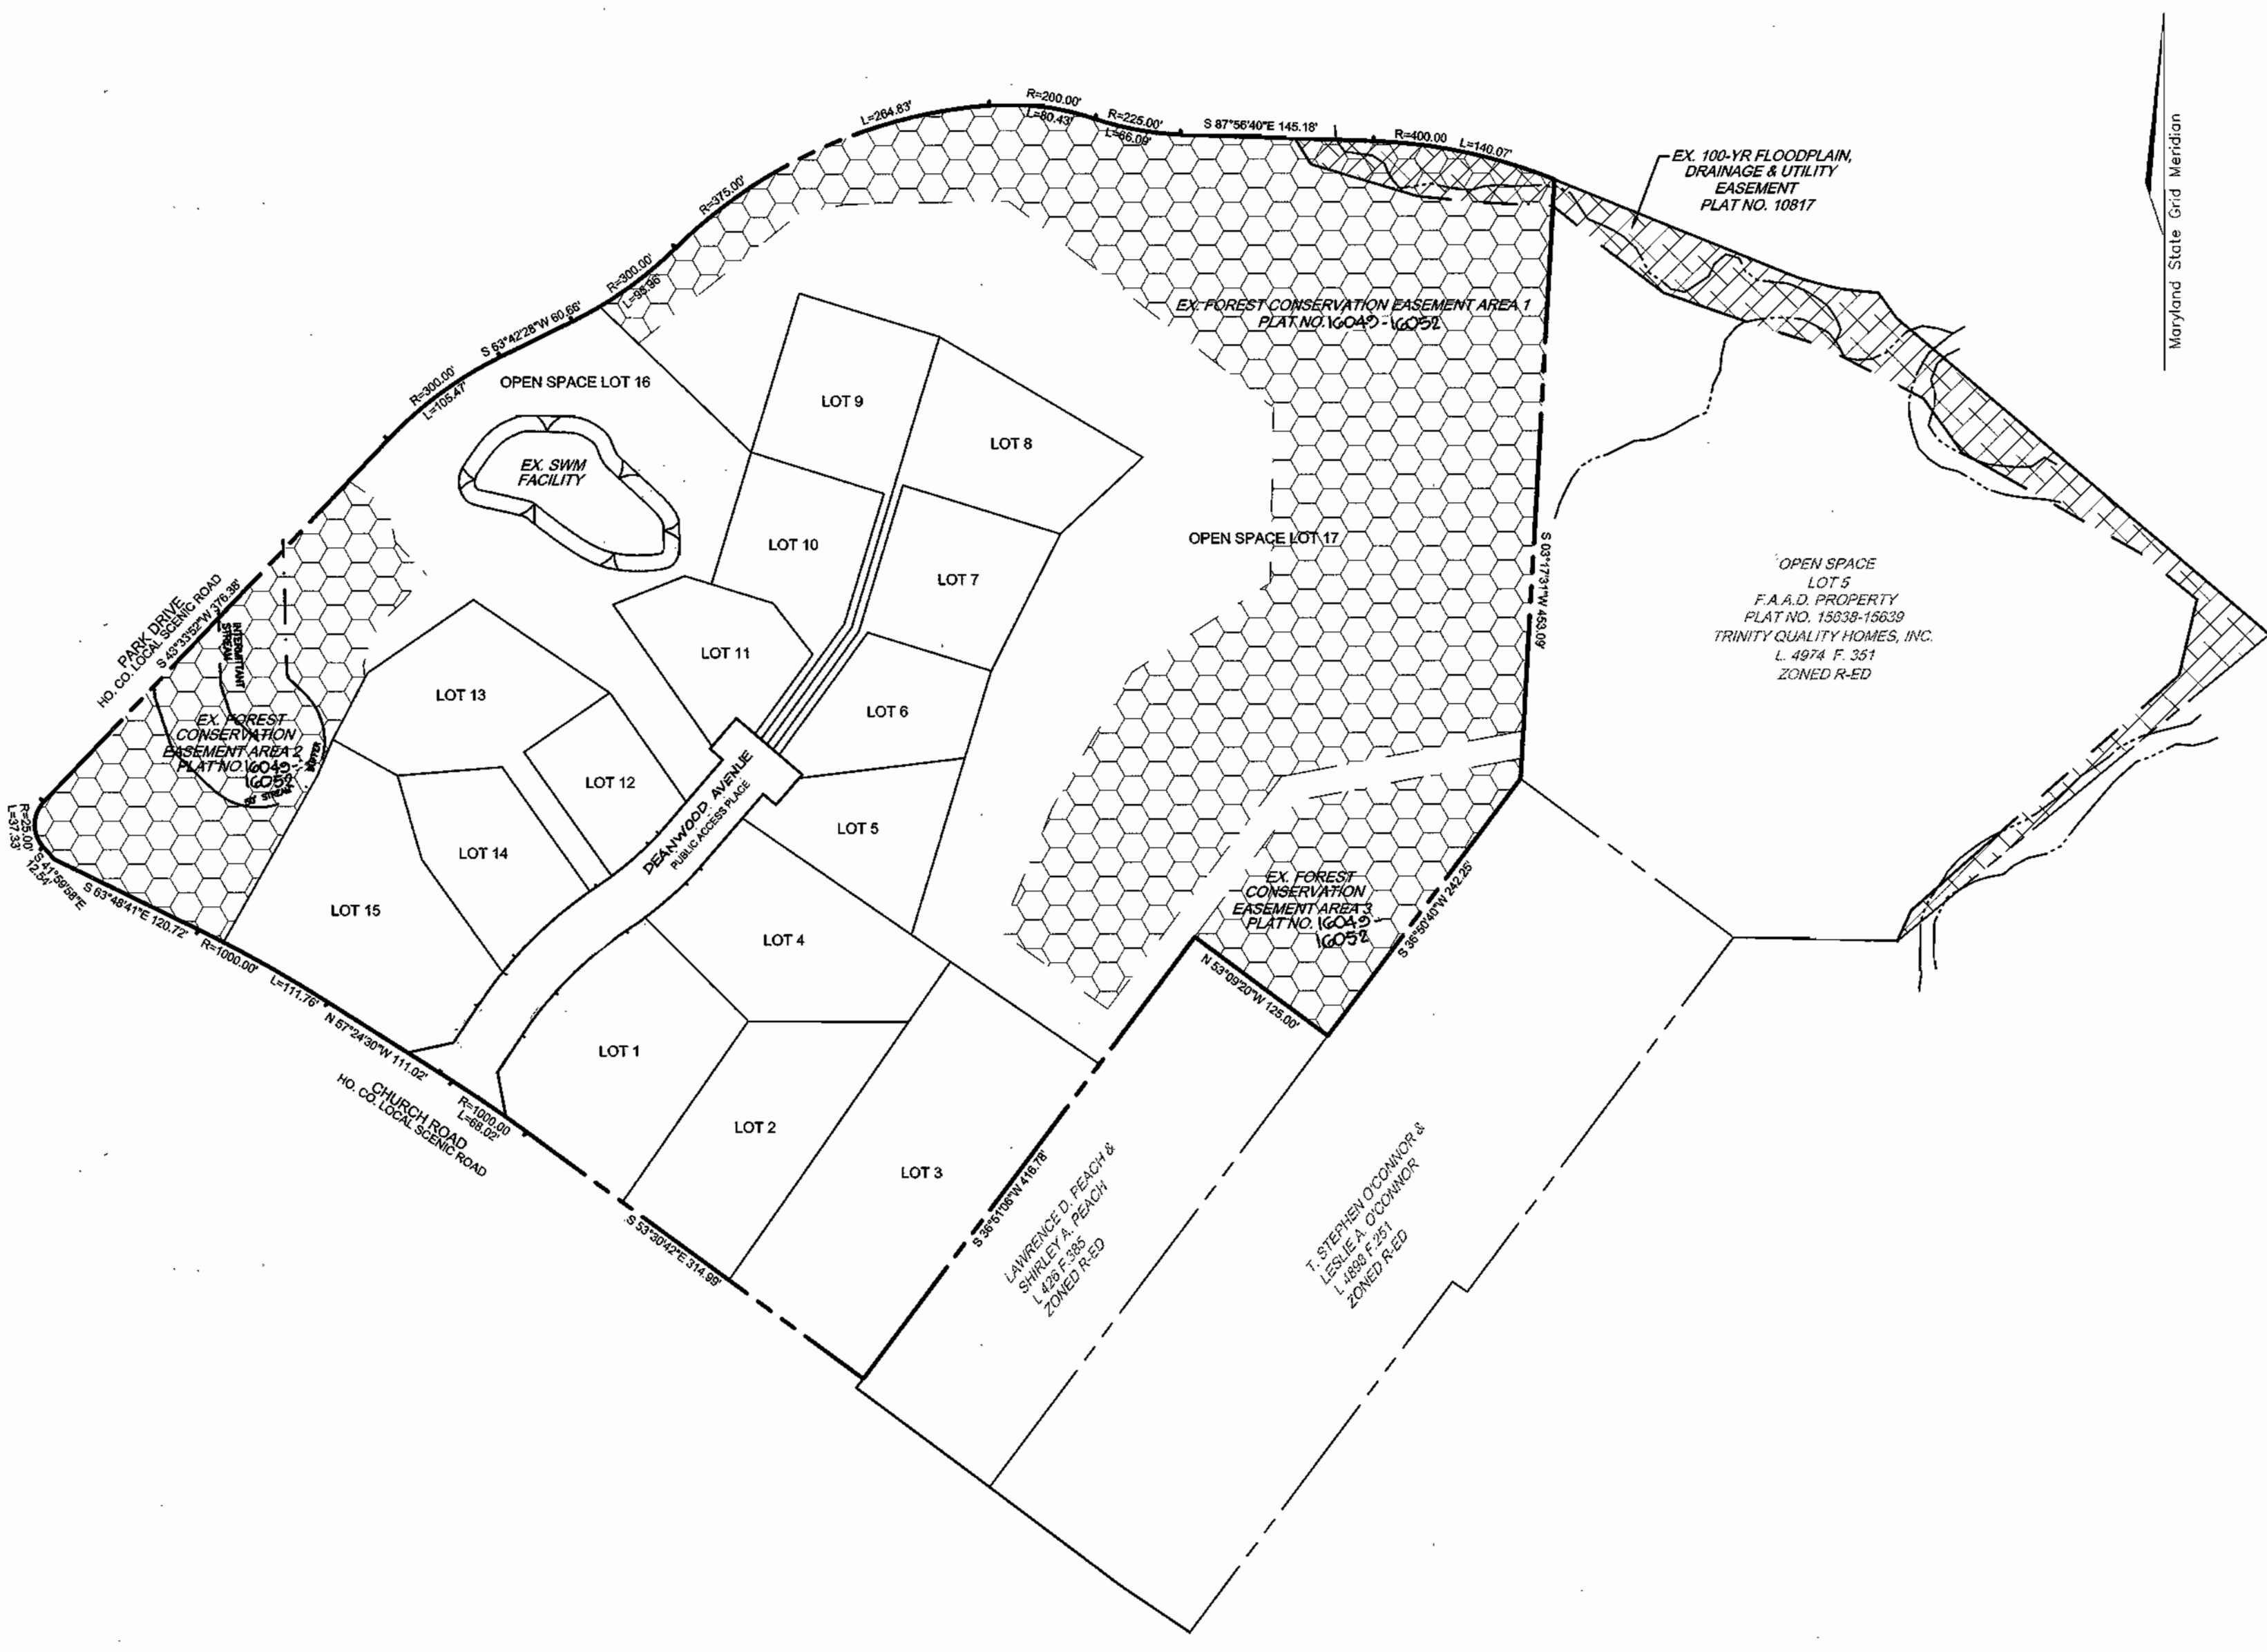 L=264.83'
R=200.00'
L=80.43'
R=225.00'
L=66.09'
S 87°56'40"E 145.18'
R=400.00
L=140.07'
EX. 100-YR FLOODPLAIN,
DRAINAGE & UTILITY
EASEMENT
PLAT NO. 10817
Maryland State Grid Meridian
R=375.00'
R=300.00'
L=95.96'
S 63°42'28"W 60.66'
R=300.00'
L=105.47'
EX. FOREST CONSERVATION EASEMENT AREA 1
PLAT NO. 16049-16052
OPEN SPACE LOT 16
EX. SWM
FACILITY
LOT 9
LOT 8
LOT 10
LOT 7
OPEN SPACE LOT 17
S 03°17'31"W 463.09'
OPEN SPACE
LOT 5
F.A.A.D. PROPERTY
PLAT NO. 15638-15639
TRINITY QUALITY HOMES, INC.
L. 4974 F. 351
ZONED R-ED
PARK DRIVE
HO. CO. LOCAL SCENIC ROAD
S 43°33'52"W 376.38'
INTERMITTANT
STREAM
EX. FOREST
CONSERVATION
EASEMENT AREA 2
PLAT NO. 16049-
16052
50' STREAM
BUFFER
LOT 13
LOT 11
LOT 6
LOT 12
LOT 5
LOT 14
DEANWOOD AVENUE
PUBLIC ACCESS PLACE
R=25.00'
L=37.33'
S 41°59'58"E
12.54'
S 63°48'41"E 120.72'
R=1000.00'
L=111.76'
LOT 15
LOT 4
EX. FOREST
CONSERVATION
EASEMENT AREA 3
PLAT NO. 16049-
16052
S 36°50'40"W 242.25'
N 53°09'20"W 125.00'
N 57°24'30"W 111.02'
LOT 1
CHURCH ROAD
HO. CO. LOCAL SCENIC ROAD
R=1000.00
L=68.02'
LOT 2
LOT 3
S 53°30'42"E 314.99'
S 36°51'06"W 416.78'
LAWRENCE D. PEACH &
SHIRLEY A. PEACH
L 426 F.385
ZONED R-ED
T. STEPHEN O'CONNOR &
LESLIE A. O'CONNOR
L 4898 F.251
ZONED R-ED